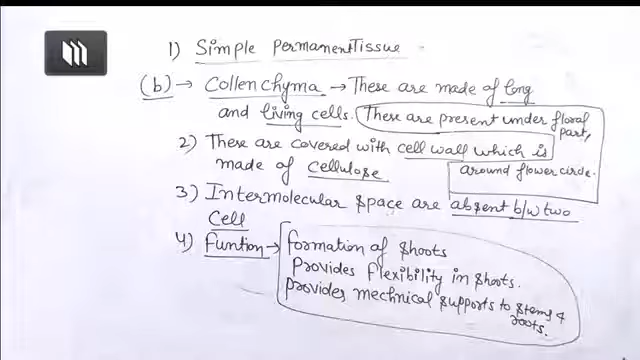 1) Simple Permanent Tissue
(b) → Collenchyma → These are made of long
and living cells. These are present under floral
part,
around flower circle.
2) These are covered with cell wall which is
made of cellulose
3) Intermolecular space are absent b/w two
cell
4) Funtion → formation of shoots
Provides flexibility in shoots.
Provides mechnical supports to stems &
roots.